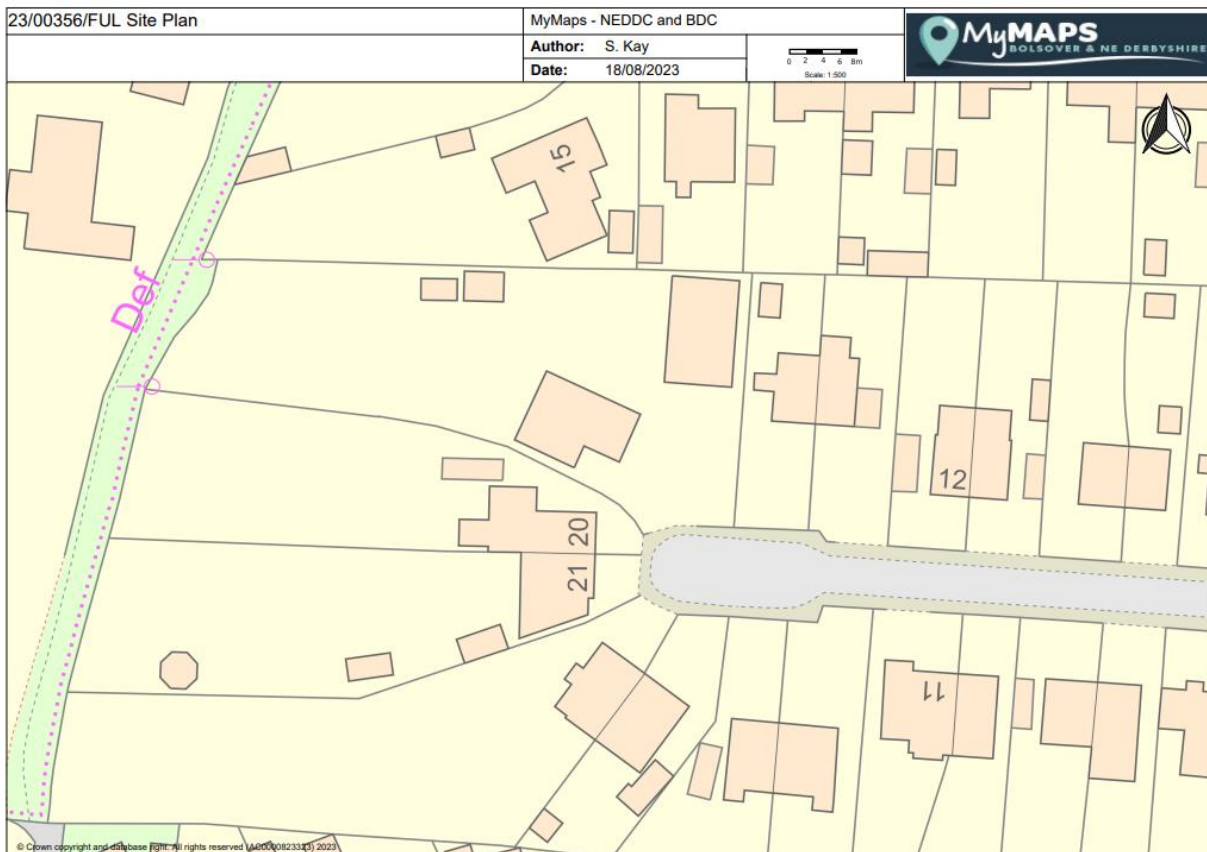 23/00356/FUL Site Plan
MyMaps - NEDDC and BDC
Author: S. Kay
Date: 18/08/2023
0 2 4 6 8m
Scale: 1:500
MyMAPS
BOLSOVER & NE DERBYSHIRE
15
Def
12
20
21
11
© Crown copyright and database right. All rights reserved (AC0000823323) 2023